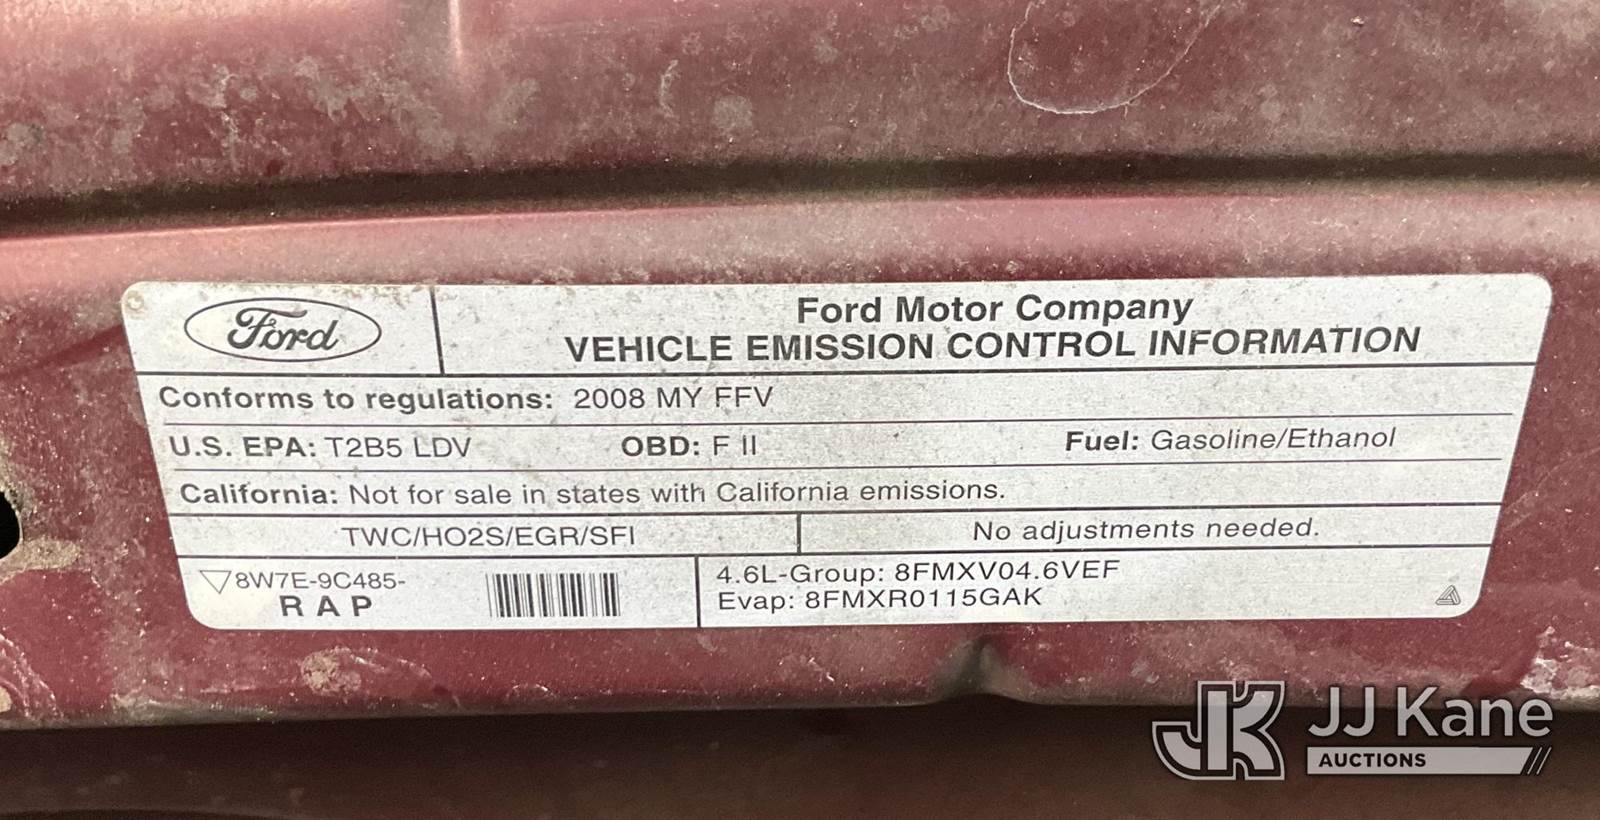 Ford
Ford Motor Company
VEHICLE EMISSION CONTROL INFORMATION
Conforms to regulations: 2008 MY FFV
U.S. EPA: T2B5 LDV OBD: F II Fuel: Gasoline/Ethanol
California: Not for sale in states with California emissions.
TWC/HO2S/EGR/SFI No adjustments needed.
8W7E-9C485-
R A P
4.6L-Group: 8FMXV04.6VEF
Evap: 8FMXR0115GAK
JK JJ Kane
AUCTIONS